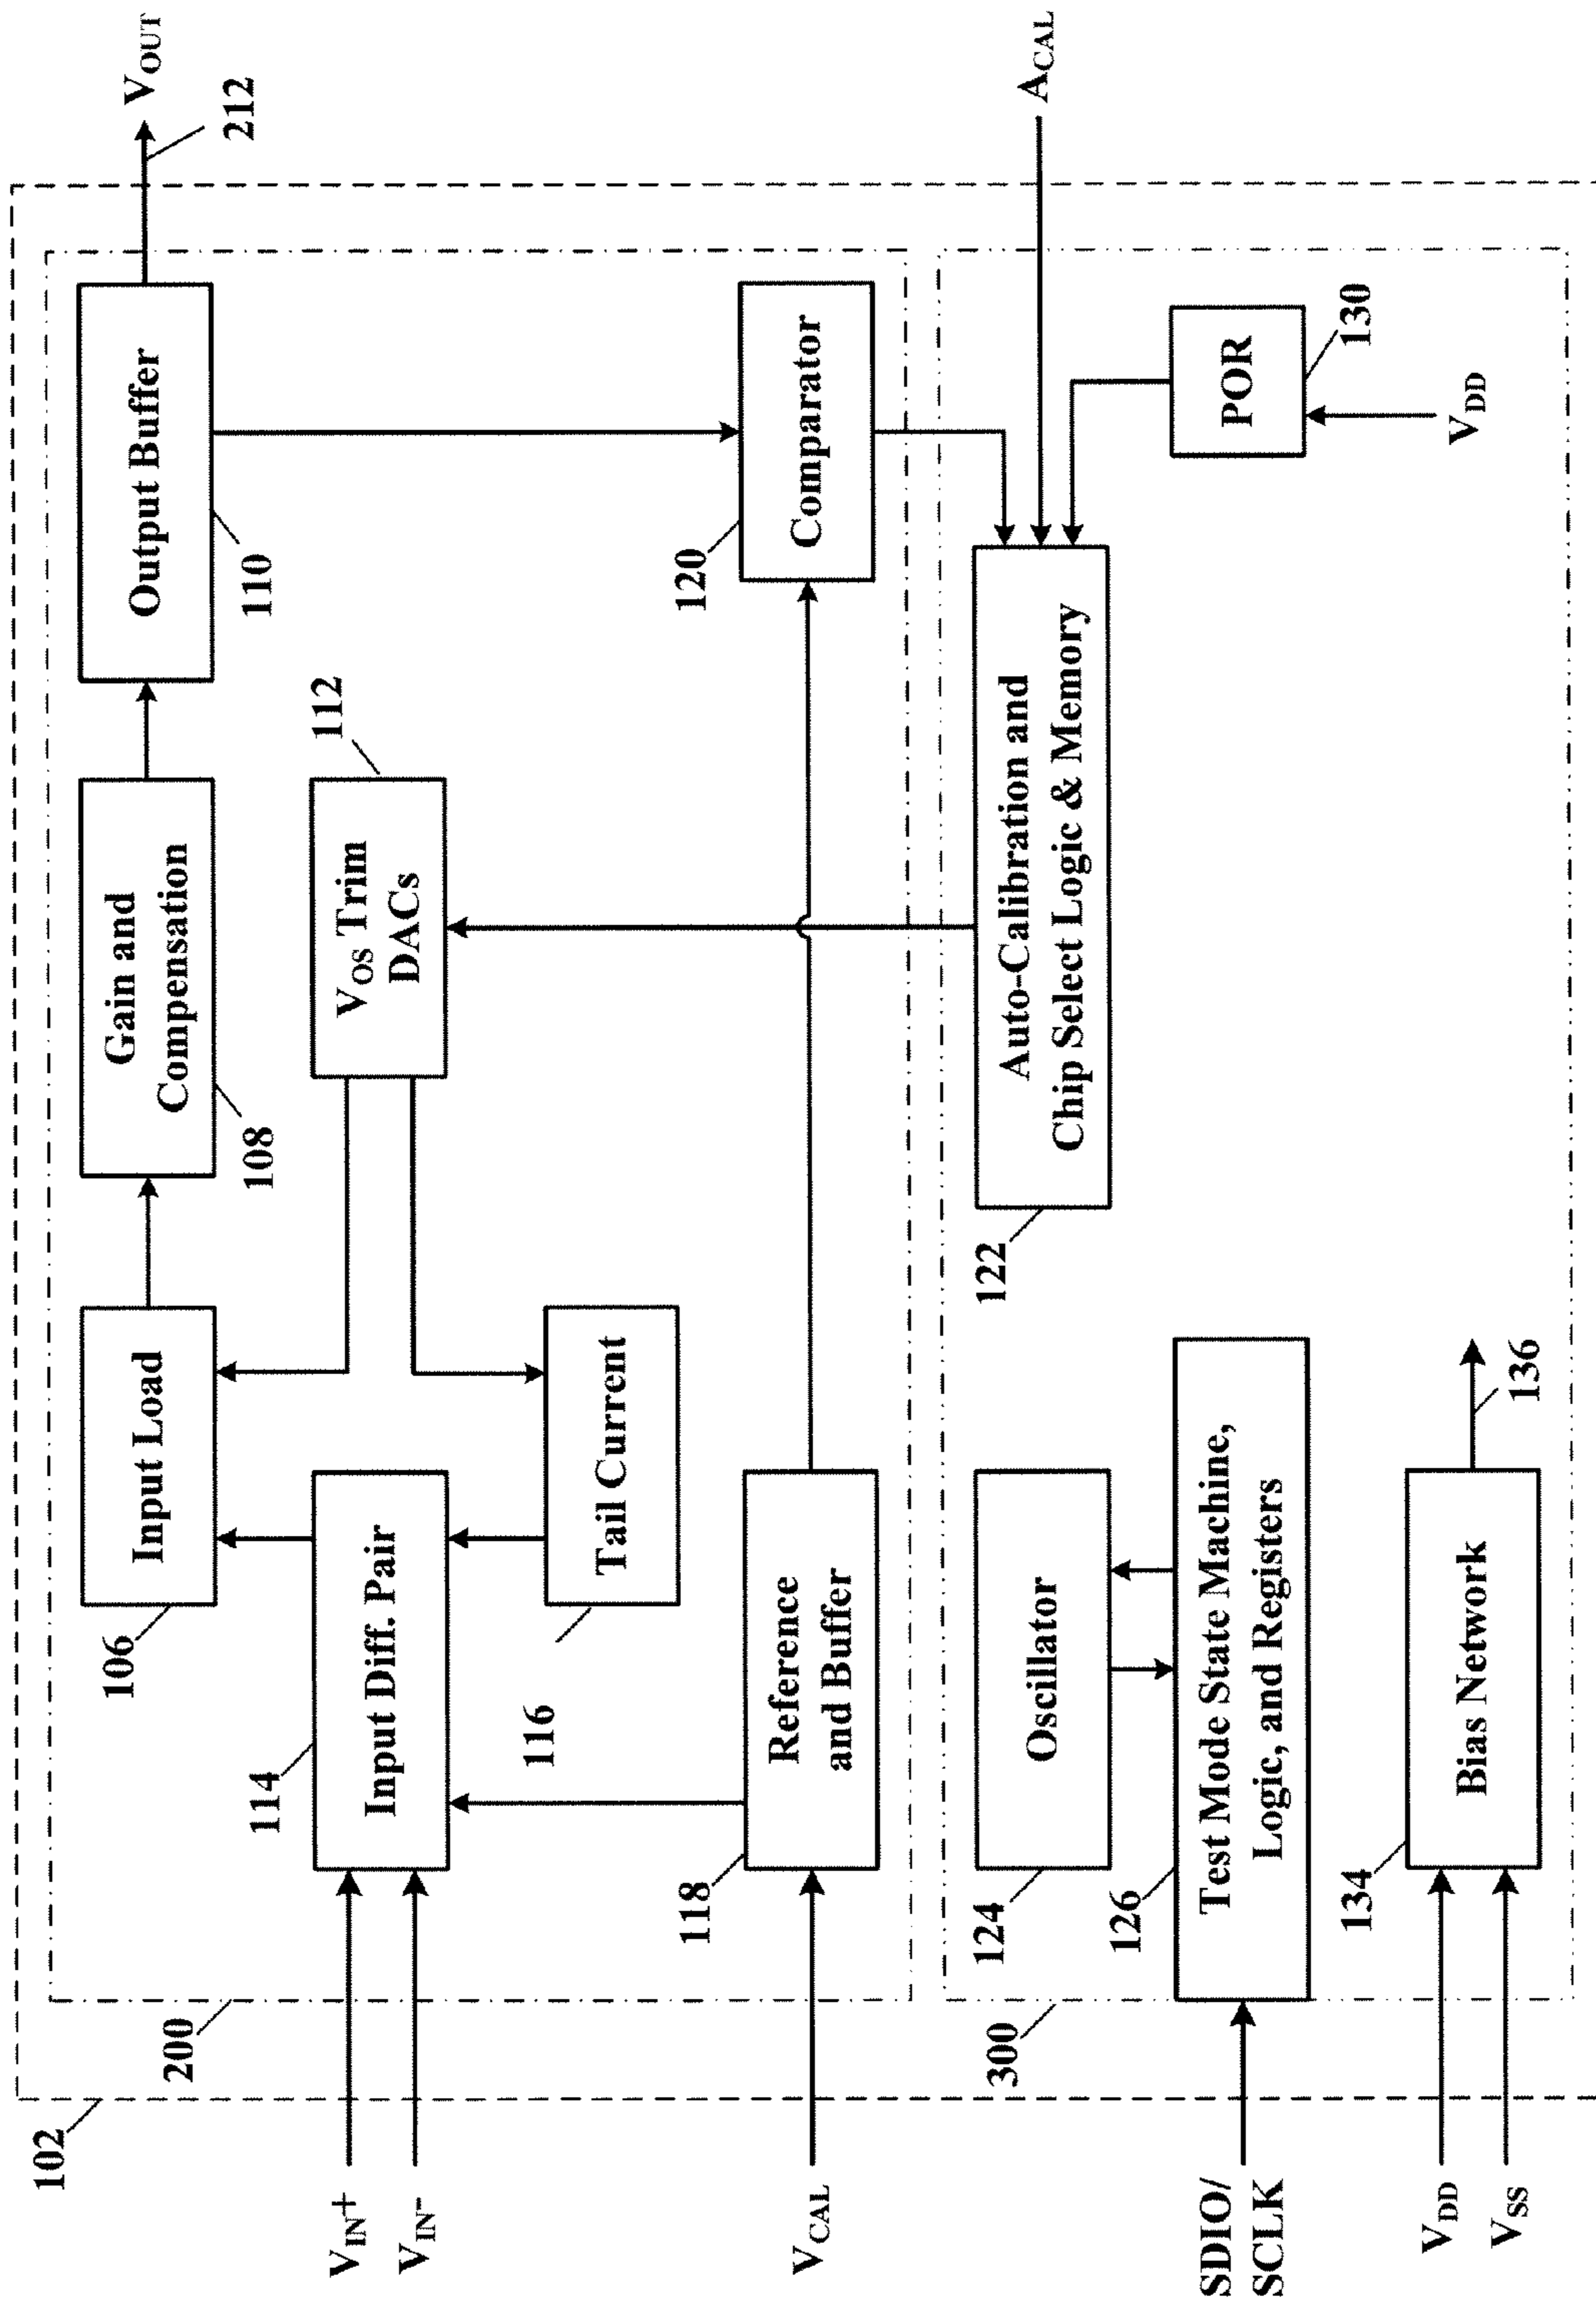 102
200
106
Input Load
108
Gain and
Compensation
110
Output Buffer
212
VOUT
VIN+
VIN-
114
Input Diff. Pair
112
VOS Trim
DACs
116
Tail Current
118
Reference
and Buffer
120
Comparator
VCAL
300
124
Oscillator
122
Auto-Calibration and
Chip Select Logic & Memory
ACAL
126
Test Mode State Machine,
Logic, and Registers
SDIO/
SCLK
POR
130
VDD
134
Bias Network
136
VDD
VSS